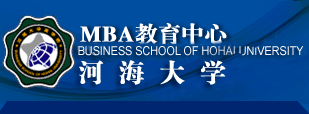 MBA教育中心
BUSINESS SCHOOL OF HOHAI UNIVERSITY
河海大学